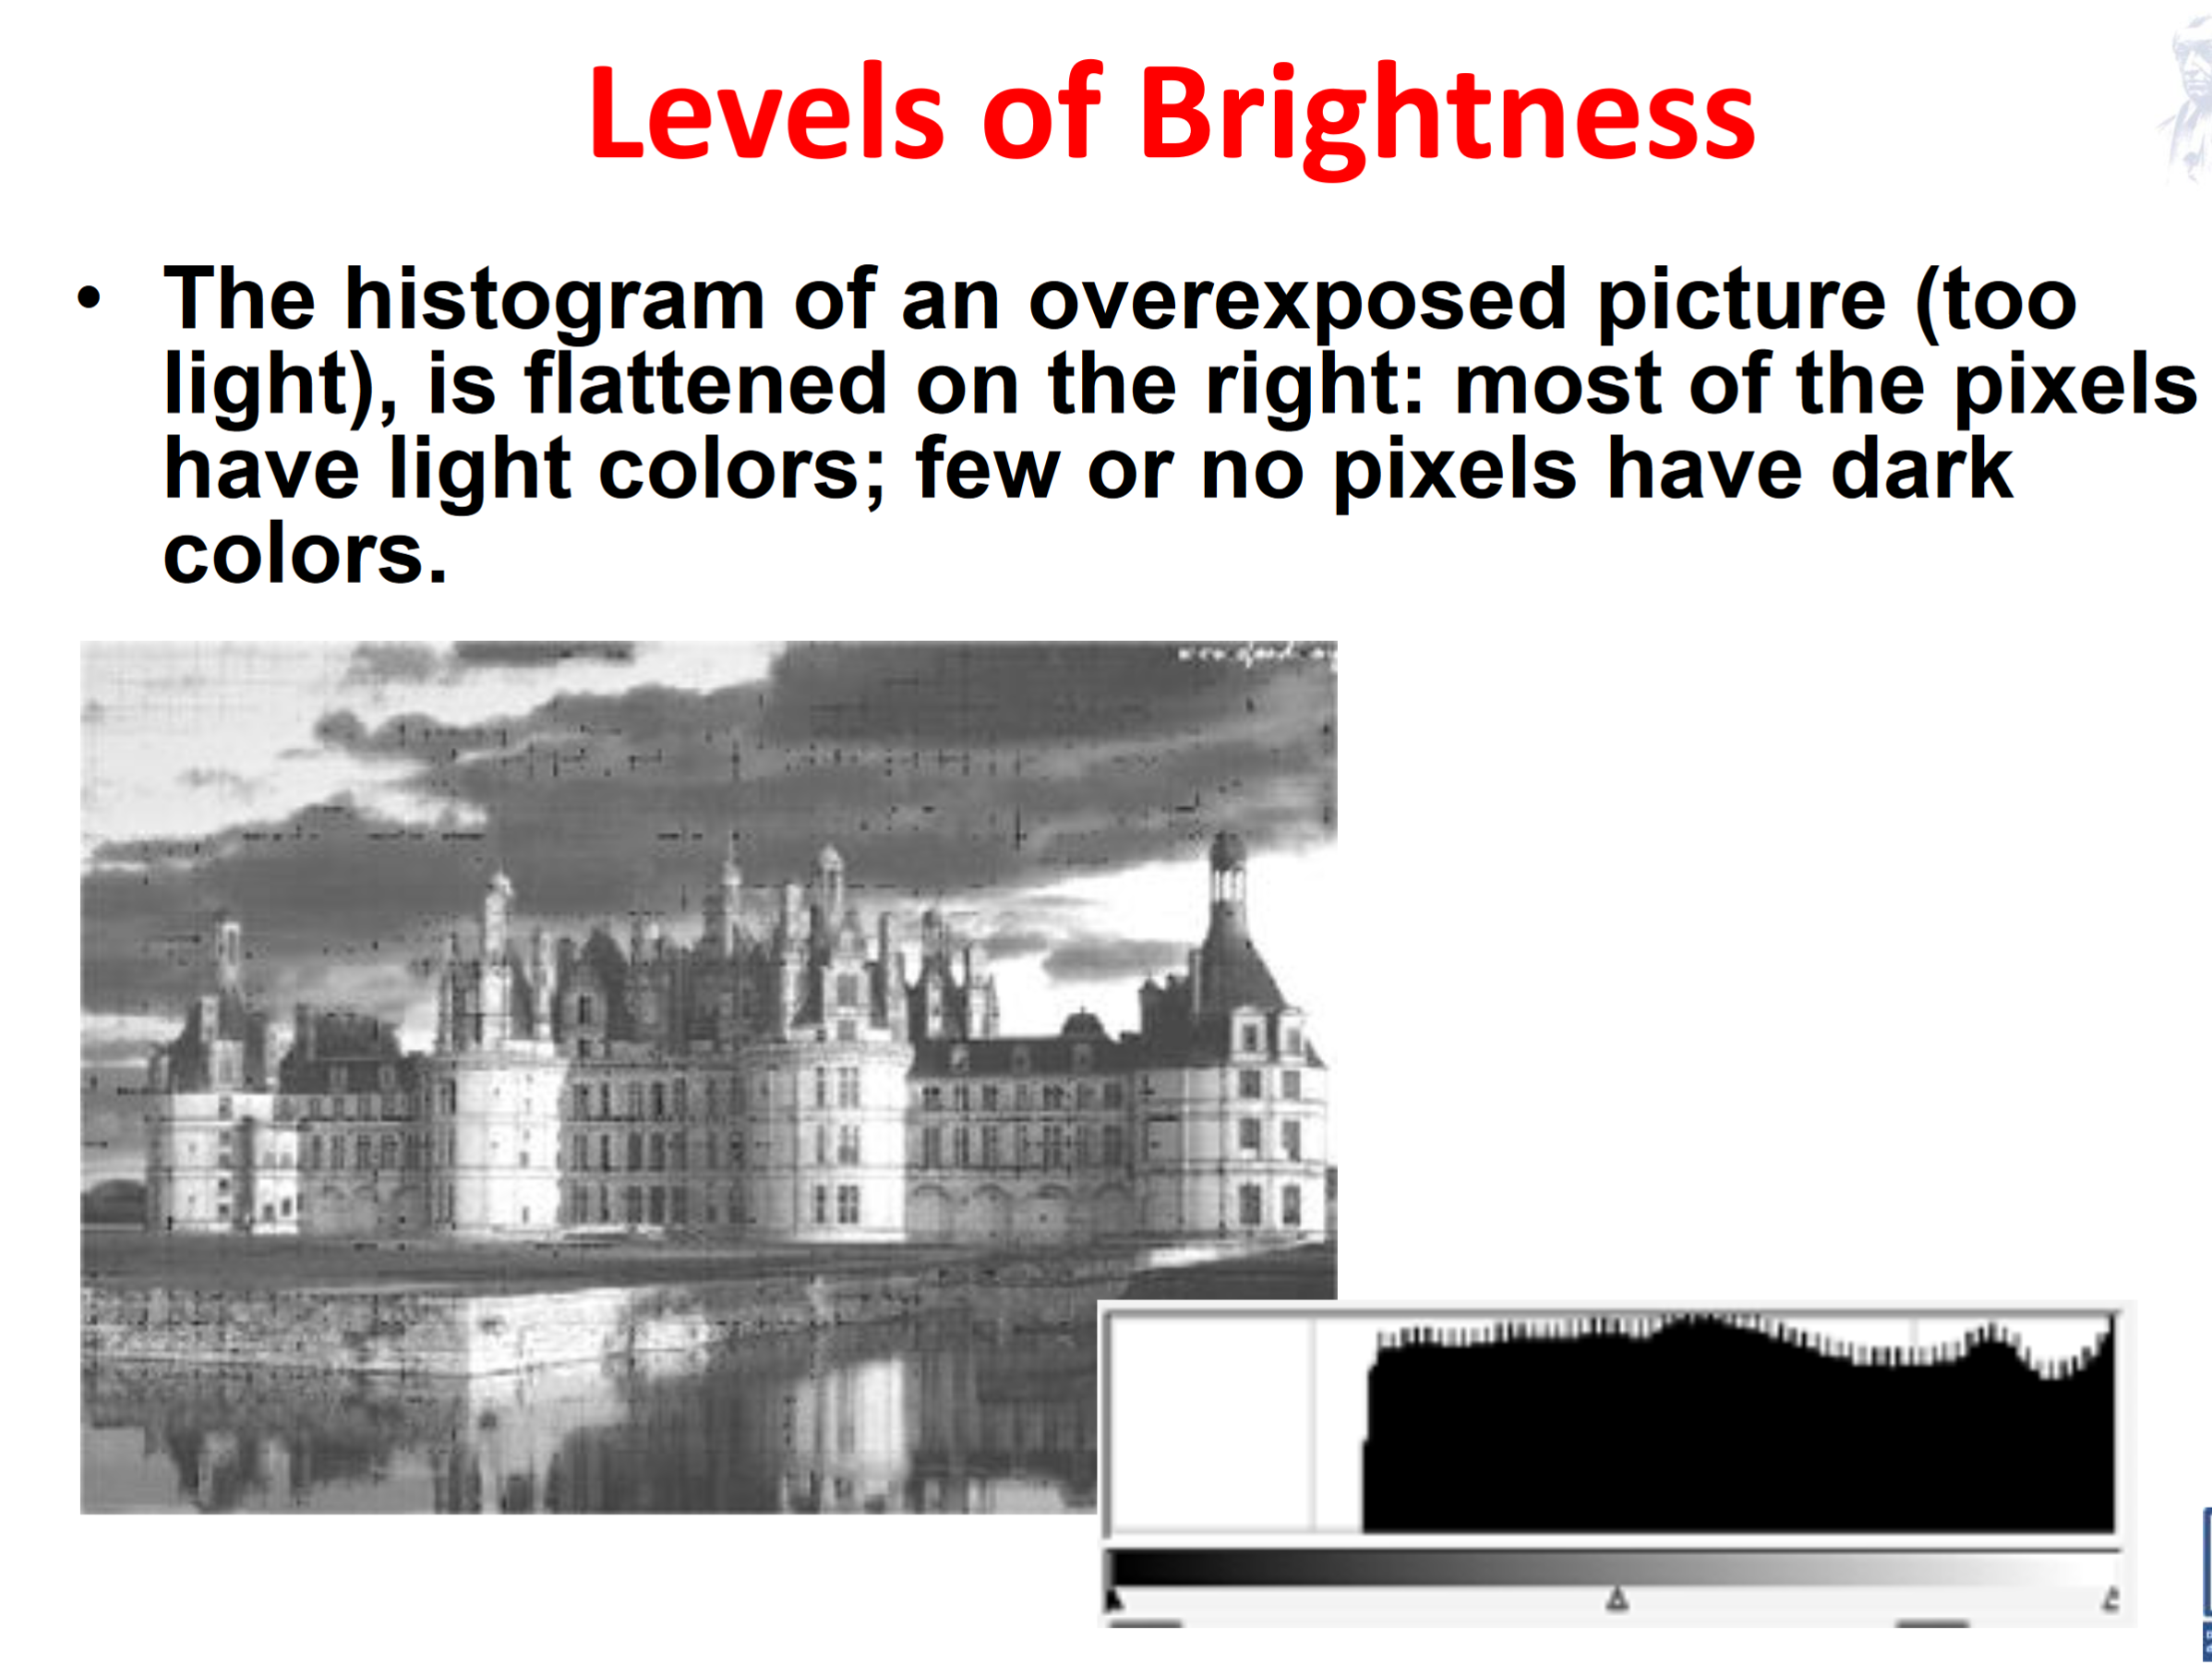 Levels of Brightness
• The histogram of an overexposed picture (too
light), is flattened on the right: most of the pixels
have light colors; few or no pixels have dark
colors.